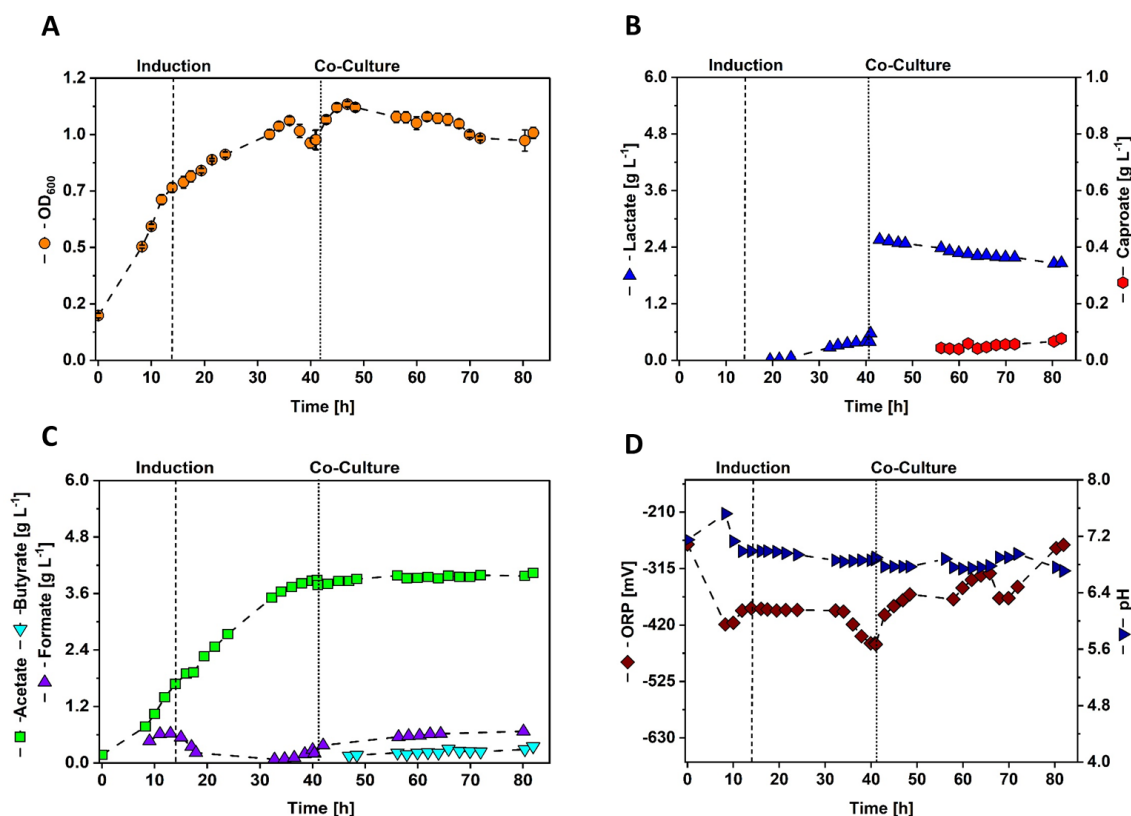 A
Induction
Co-Culture
1.2
1.0
0.7
0.5
0.2
0.0
– - OD600
0 10 20 30 40 50 60 70 80
Time [h]
B
Induction
Co-Culture
6.0
4.8
3.6
2.4
1.2
0.0
– - Lactate [g L-1]
1.0
0.8
0.6
0.4
0.2
0.0
– – Caproate [g L-1]
0 10 20 30 40 50 60 70 80
Time [h]
C
Induction
Co-Culture
6.0
4.8
3.6
2.4
1.2
0.0
– -Acetate – -Butyrate [g L-1]
– - Formate [g L-1]
0 10 20 30 40 50 60 70 80
Time [h]
D
Induction
Co-Culture
-210
-315
-420
-525
-630
– - ORP [mV]
8.0
7.2
6.4
5.6
4.8
4.0
– – pH
0 10 20 30 40 50 60 70 80
Time [h]